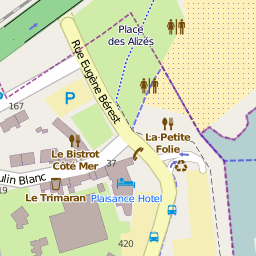 Place
des Alizés
Rue Eugène Bérest
167
P
La Petite
Folie
Le Bistrot
Côté Mer
37
ulin Blanc
Le Trimaran
Plaisance Hotel
420